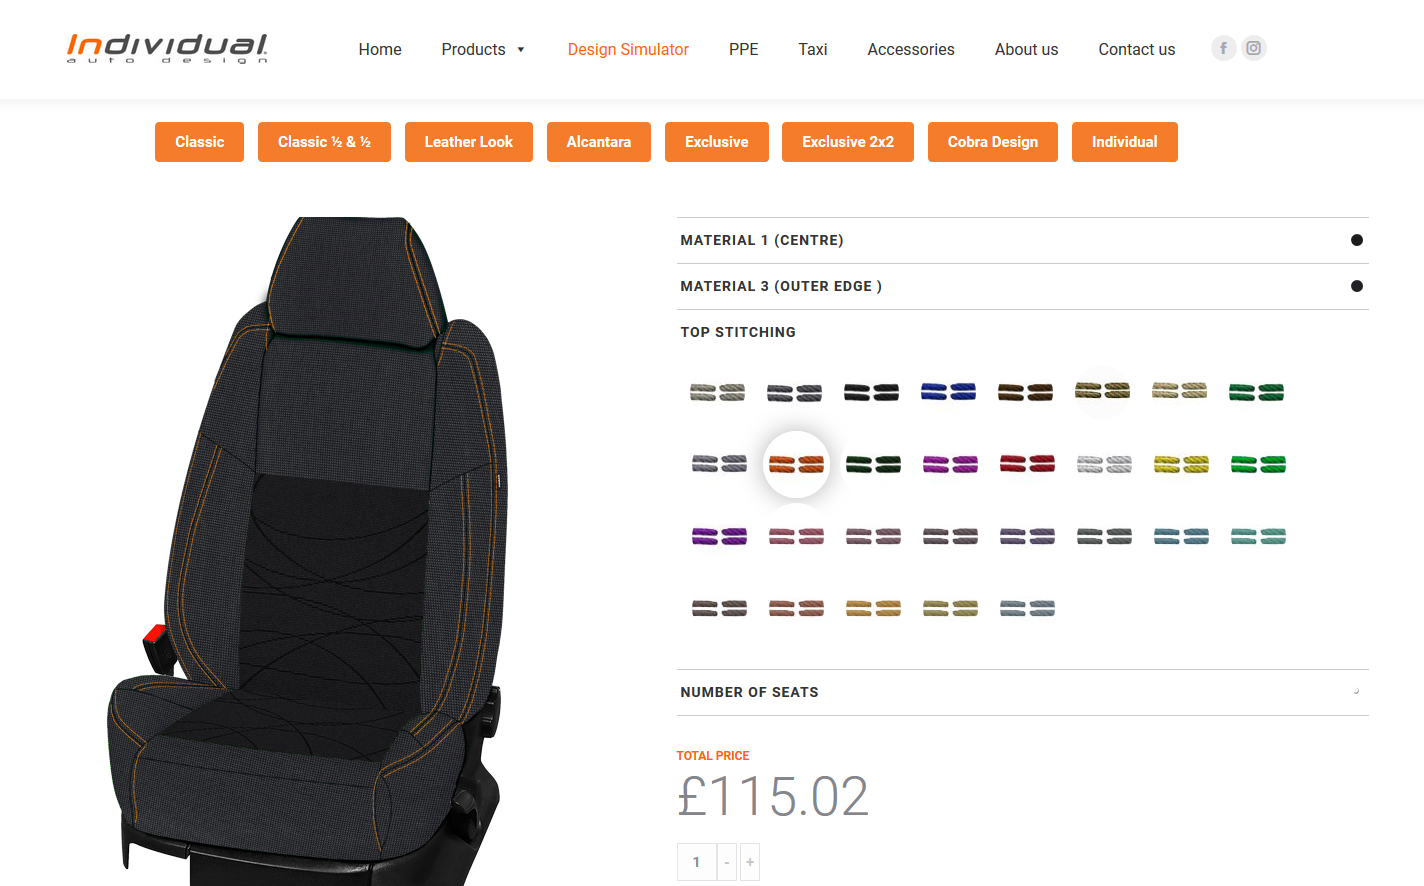 Individual
auto design
Home Products Design Simulator PPE Taxi Accessories About us Contact us
Classic Classic ½ & ½ Leather Look Alcantara Exclusive Exclusive 2x2 Cobra Design Individual
MATERIAL 1 (CENTRE)
MATERIAL 3 (OUTER EDGE )
TOP STITCHING
NUMBER OF SEATS
TOTAL PRICE
£115.02
1 - +